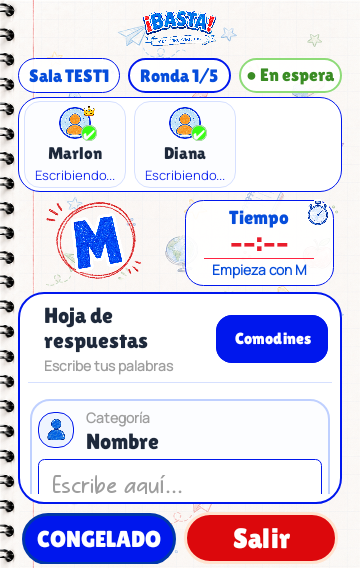 ¡BASTA!
Sala TEST1
Ronda 1/5
● En espera
Marlon
Escribiendo...
Diana
Escribiendo...
M
Tiempo
--:--
Empieza con M
Hoja de
respuestas
Escribe tus palabras
Comodines
Categoría
Nombre
Escribe aquí...
CONGELADO
Salir